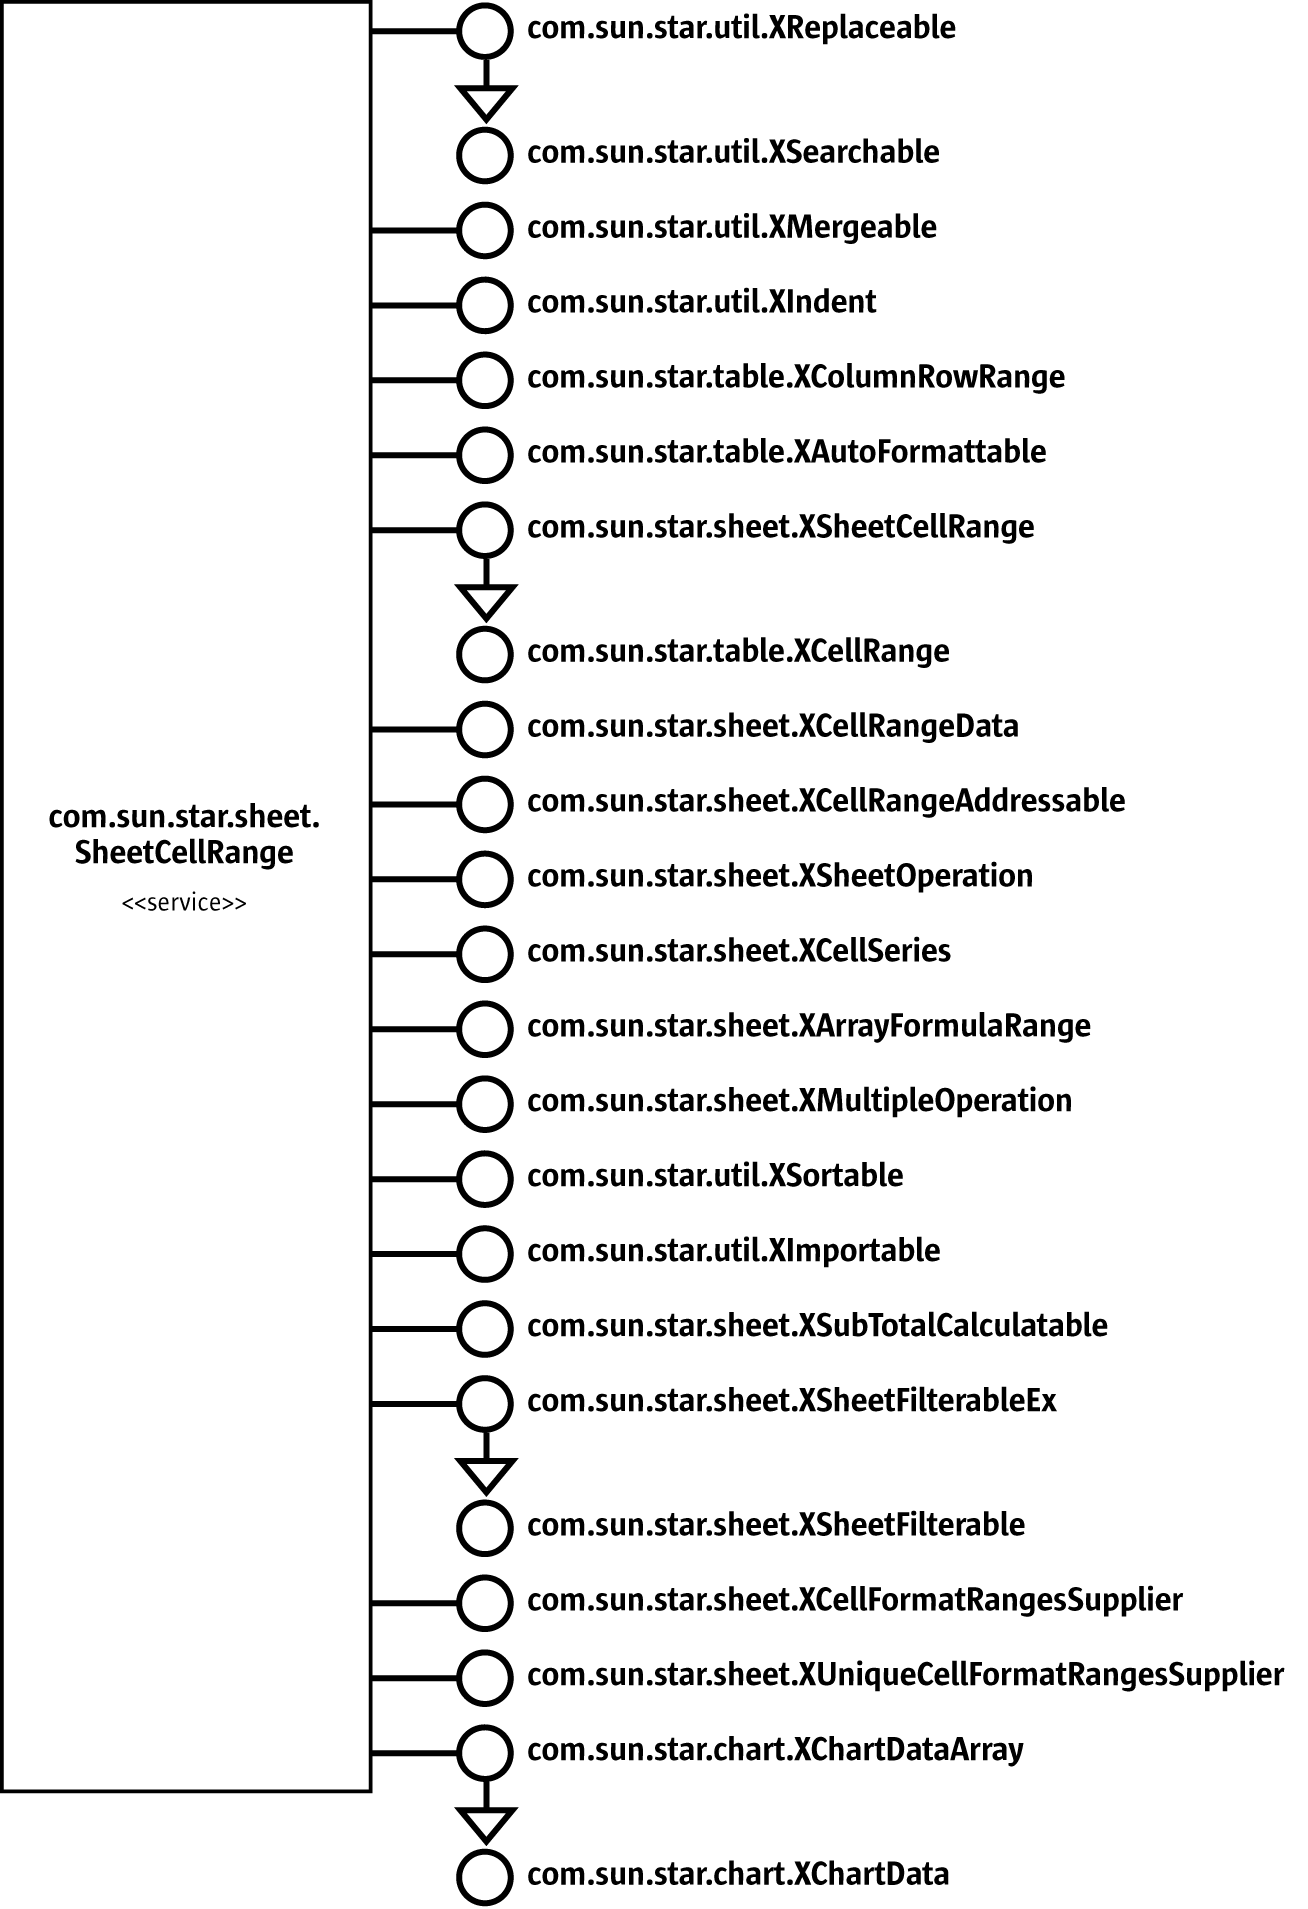 com.sun.star.util.XReplaceable
com.sun.star.util.XSearchable
com.sun.star.util.XMergeable
com.sun.star.util.XIndent
com.sun.star.table.XColumnRowRange
com.sun.star.table.XAutoFormattable
com.sun.star.sheet.XSheetCellRange
com.sun.star.table.XCellRange
com.sun.star.sheet.XCellRangeData
com.sun.star.sheet.XCellRangeAddressable
com.sun.star.sheet.
SheetCellRange
<<service>>
com.sun.star.sheet.XSheetOperation
com.sun.star.sheet.XCellSeries
com.sun.star.sheet.XArrayFormulaRange
com.sun.star.sheet.XMultipleOperation
com.sun.star.util.XSortable
com.sun.star.util.XImportable
com.sun.star.sheet.XSubTotalCalculatable
com.sun.star.sheet.XSheetFilterableEx
com.sun.star.sheet.XSheetFilterable
com.sun.star.sheet.XCellFormatRangesSupplier
com.sun.star.sheet.XUniqueCellFormatRangesSupplier
com.sun.star.chart.XChartDataArray
com.sun.star.chart.XChartData